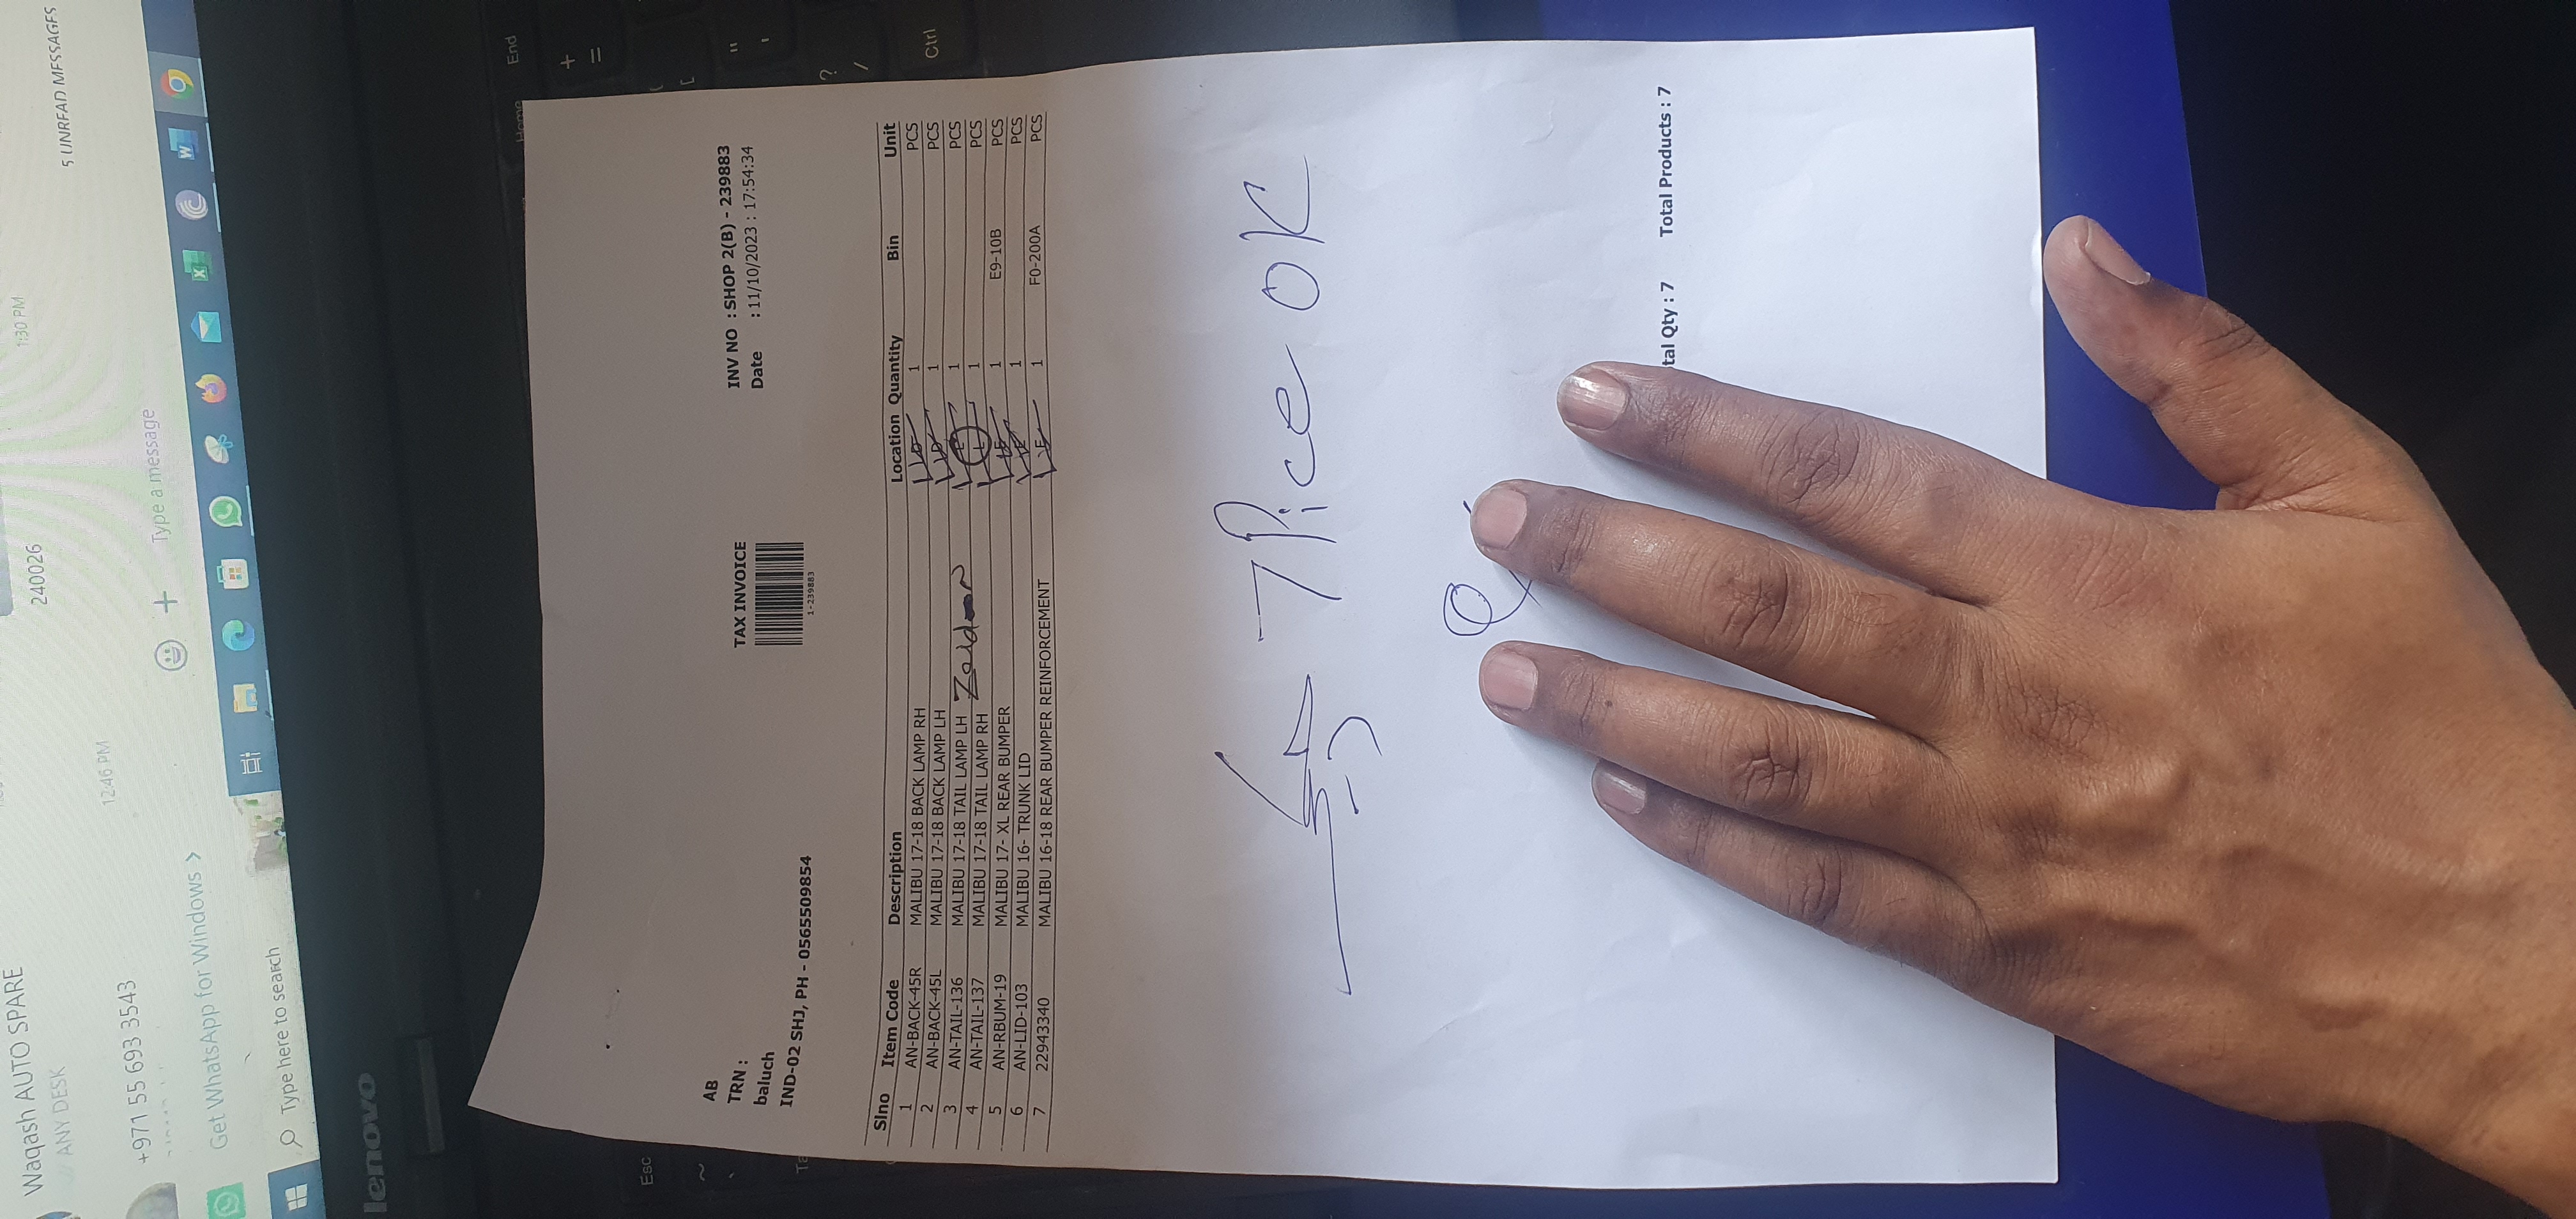 5 UNREAD MESSAGES
1:30 PM
240026
Waqash AUTO SPARE
ANY DESK
12:46 PM
+971 55 693 3543
Type a message
Get WhatsApp for Windows >
Type here to search
lenovo
End
Home
+
=
[
"
'
?
/
Ctrl
Esc
~
`
AB
TRN :
baluch
IND-02 SHJ, PH - 0565509854
TAX INVOICE
1-239883
INV NO : SHOP 2(B) - 239883
Date : 11/10/2023 : 17:54:34
Slno Item Code Description Location Quantity Bin Unit
1 AN-BACK-45R MALIBU 17-18 BACK LAMP RH 1 PCS
2 AN-BACK-45L MALIBU 17-18 BACK LAMP LH 1 PCS
3 AN-TAIL-136 MALIBU 17-18 TAIL LAMP LH 1 PCS
4 AN-TAIL-137 MALIBU 17-18 TAIL LAMP RH 1 PCS
5 AN-RBUM-19 MALIBU 17- XL REAR BUMPER 1 E9-10B PCS
6 AN-LID-103 MALIBU 16- TRUNK LID 1 PCS
7 22943340 MALIBU 16-18 REAR BUMPER REINFORCEMENT 1 F0-200A PCS
7 Pice OK
tal Qty : 7 Total Products : 7